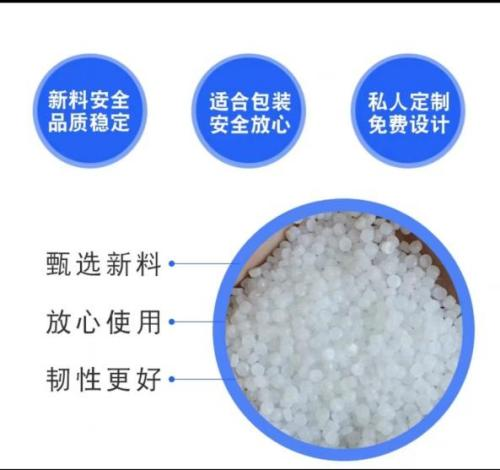 新料安全
品质稳定
适合包装
安全放心
私人定制
免费设计
甄选新料
放心使用
韧性更好